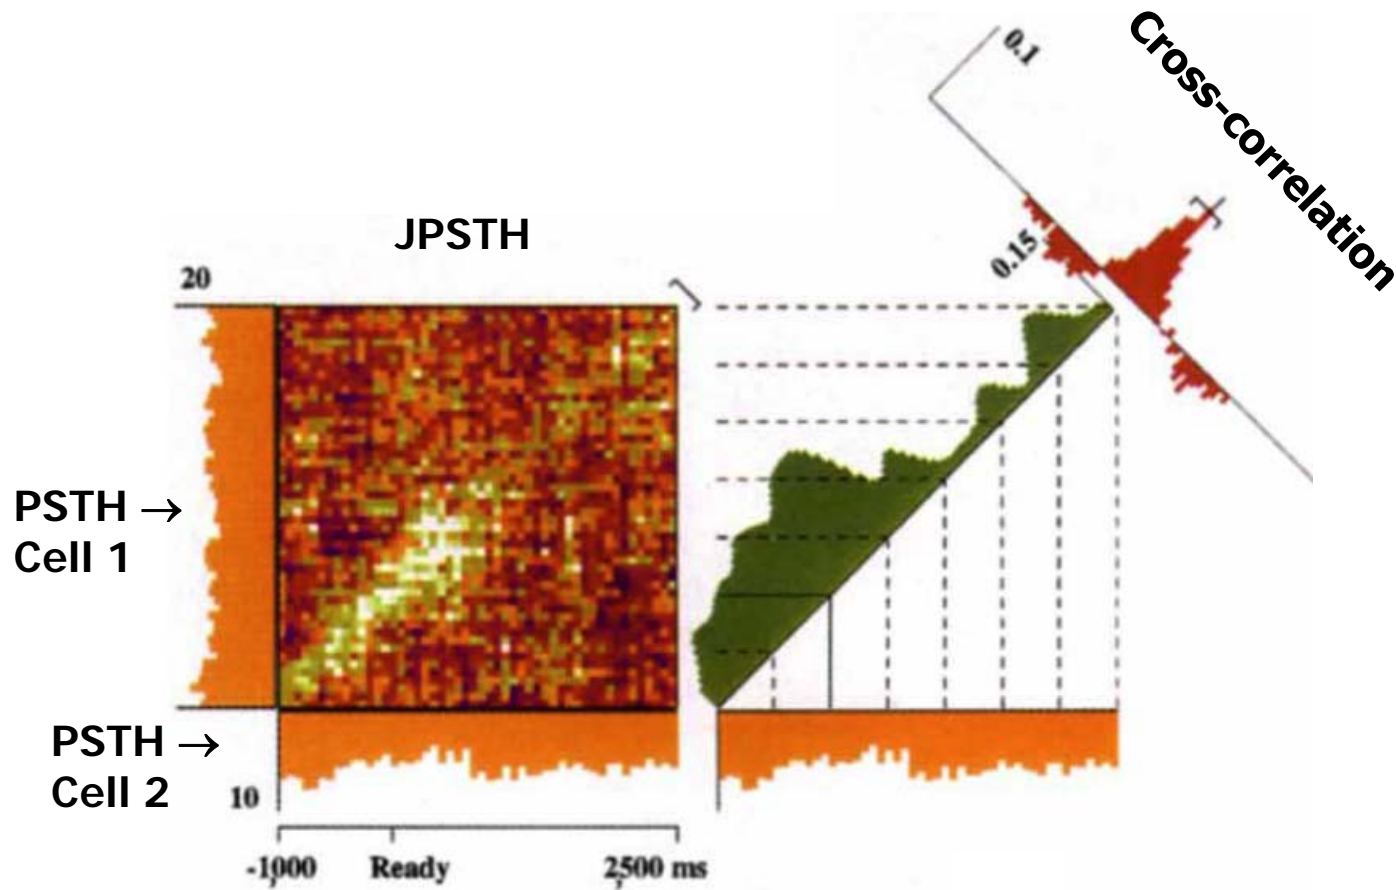 Cross-correlation
0.1
JPSTH
0.15
20
PSTH →
Cell 1
PSTH →
Cell 2
10
-1000 Ready 2500 ms